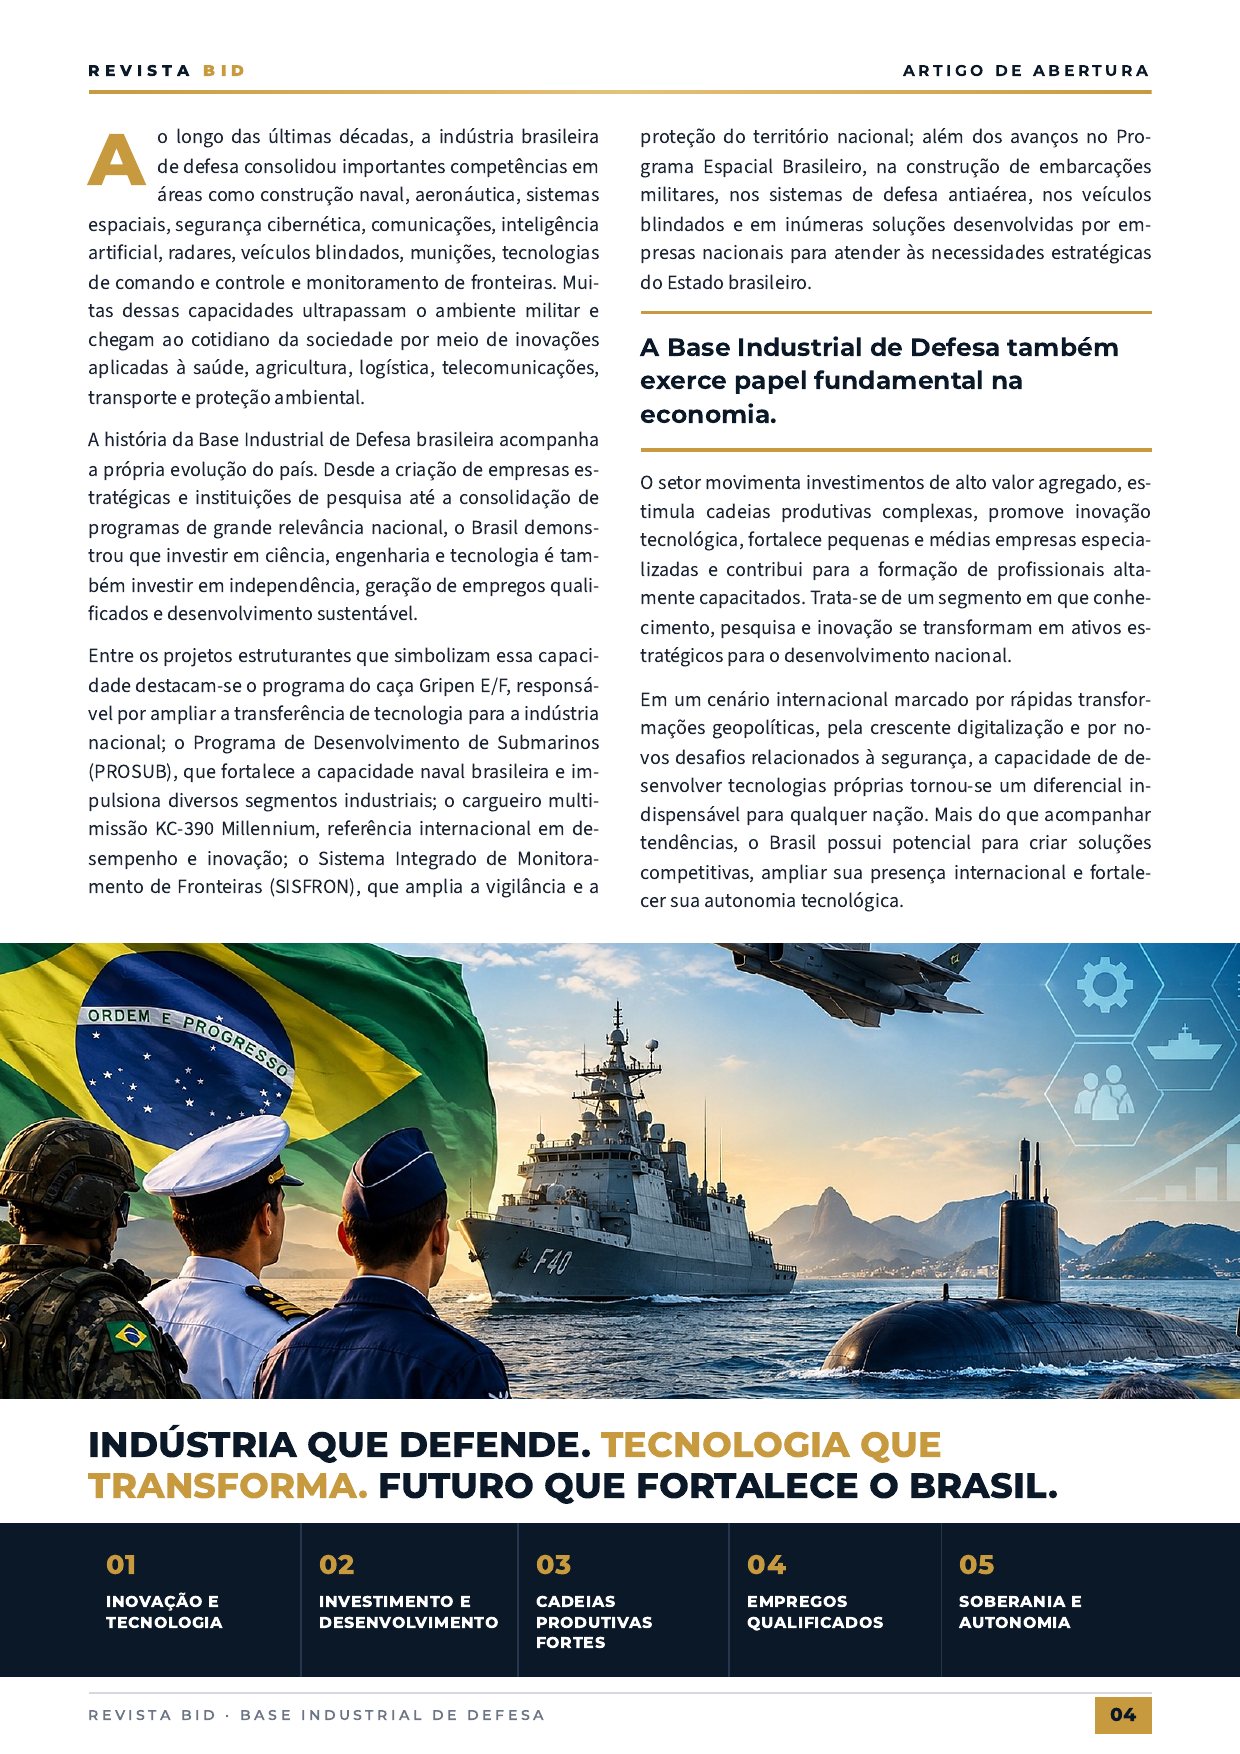 REVISTA BID
ARTIGO DE ABERTURA
Ao longo das últimas décadas, a indústria brasileira
de defesa consolidou importantes competências em
áreas como construção naval, aeronáutica, sistemas
espaciais, segurança cibernética, comunicações, inteligência
artificial, radares, veículos blindados, munições, tecnologias
de comando e controle e monitoramento de fronteiras. Mui-
tas dessas capacidades ultrapassam o ambiente militar e
chegam ao cotidiano da sociedade por meio de inovações
aplicadas à saúde, agricultura, logística, telecomunicações,
transporte e proteção ambiental.
A história da Base Industrial de Defesa brasileira acompanha
a própria evolução do país. Desde a criação de empresas es-
tratégicas e instituições de pesquisa até a consolidação de
programas de grande relevância nacional, o Brasil demons-
trou que investir em ciência, engenharia e tecnologia é tam-
bém investir em independência, geração de empregos quali-
ficados e desenvolvimento sustentável.
Entre os projetos estruturantes que simbolizam essa capaci-
dade destacam-se o programa do caça Gripen E/F, responsá-
vel por ampliar a transferência de tecnologia para a indústria
nacional; o Programa de Desenvolvimento de Submarinos
(PROSUB), que fortalece a capacidade naval brasileira e im-
pulsiona diversos segmentos industriais; o cargueiro multi-
missão KC-390 Millennium, referência internacional em de-
sempenho e inovação; o Sistema Integrado de Monitora-
mento de Fronteiras (SISFRON), que amplia a vigilância e a
proteção do território nacional; além dos avanços no Pro-
grama Espacial Brasileiro, na construção de embarcações
militares, nos sistemas de defesa antiaérea, nos veículos
blindados e em inúmeras soluções desenvolvidas por em-
presas nacionais para atender às necessidades estratégicas
do Estado brasileiro.
A Base Industrial de Defesa também
exerce papel fundamental na
economia.
O setor movimenta investimentos de alto valor agregado, es-
timula cadeias produtivas complexas, promove inovação
tecnológica, fortalece pequenas e médias empresas especia-
lizadas e contribui para a formação de profissionais alta-
mente capacitados. Trata-se de um segmento em que conhe-
cimento, pesquisa e inovação se transformam em ativos es-
tratégicos para o desenvolvimento nacional.
Em um cenário internacional marcado por rápidas transfor-
mações geopolíticas, pela crescente digitalização e por no-
vos desafios relacionados à segurança, a capacidade de de-
senvolver tecnologias próprias tornou-se um diferencial in-
dispensável para qualquer nação. Mais do que acompanhar
tendências, o Brasil possui potencial para criar soluções
competitivas, ampliar sua presença internacional e fortale-
cer sua autonomia tecnológica.
ORDEM E PROGRESSO
F40
INDÚSTRIA QUE DEFENDE. TECNOLOGIA QUE
TRANSFORMA. FUTURO QUE FORTALECE O BRASIL.
01
INOVAÇÃO E
TECNOLOGIA
02
INVESTIMENTO E
DESENVOLVIMENTO
03
CADEIAS
PRODUTIVAS
FORTES
04
EMPREGOS
QUALIFICADOS
05
SOBERANIA E
AUTONOMIA
REVISTA BID · BASE INDUSTRIAL DE DEFESA
04